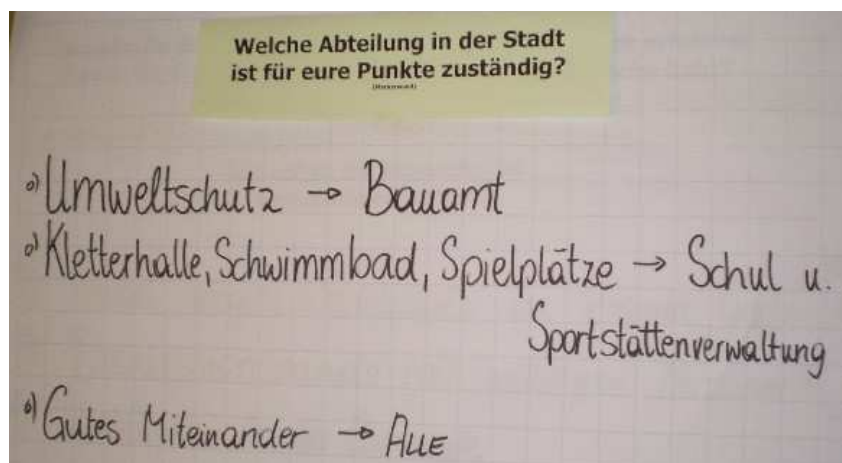 Welche Abteilung in der Stadt
ist für eure Punkte zuständig?
o) Umweltschutz → Bauamt
o) Kletterhalle, Schwimmbad, Spielplätze → Schul u.
Sportstättenverwaltung
o) Gutes Miteinander → ALLE